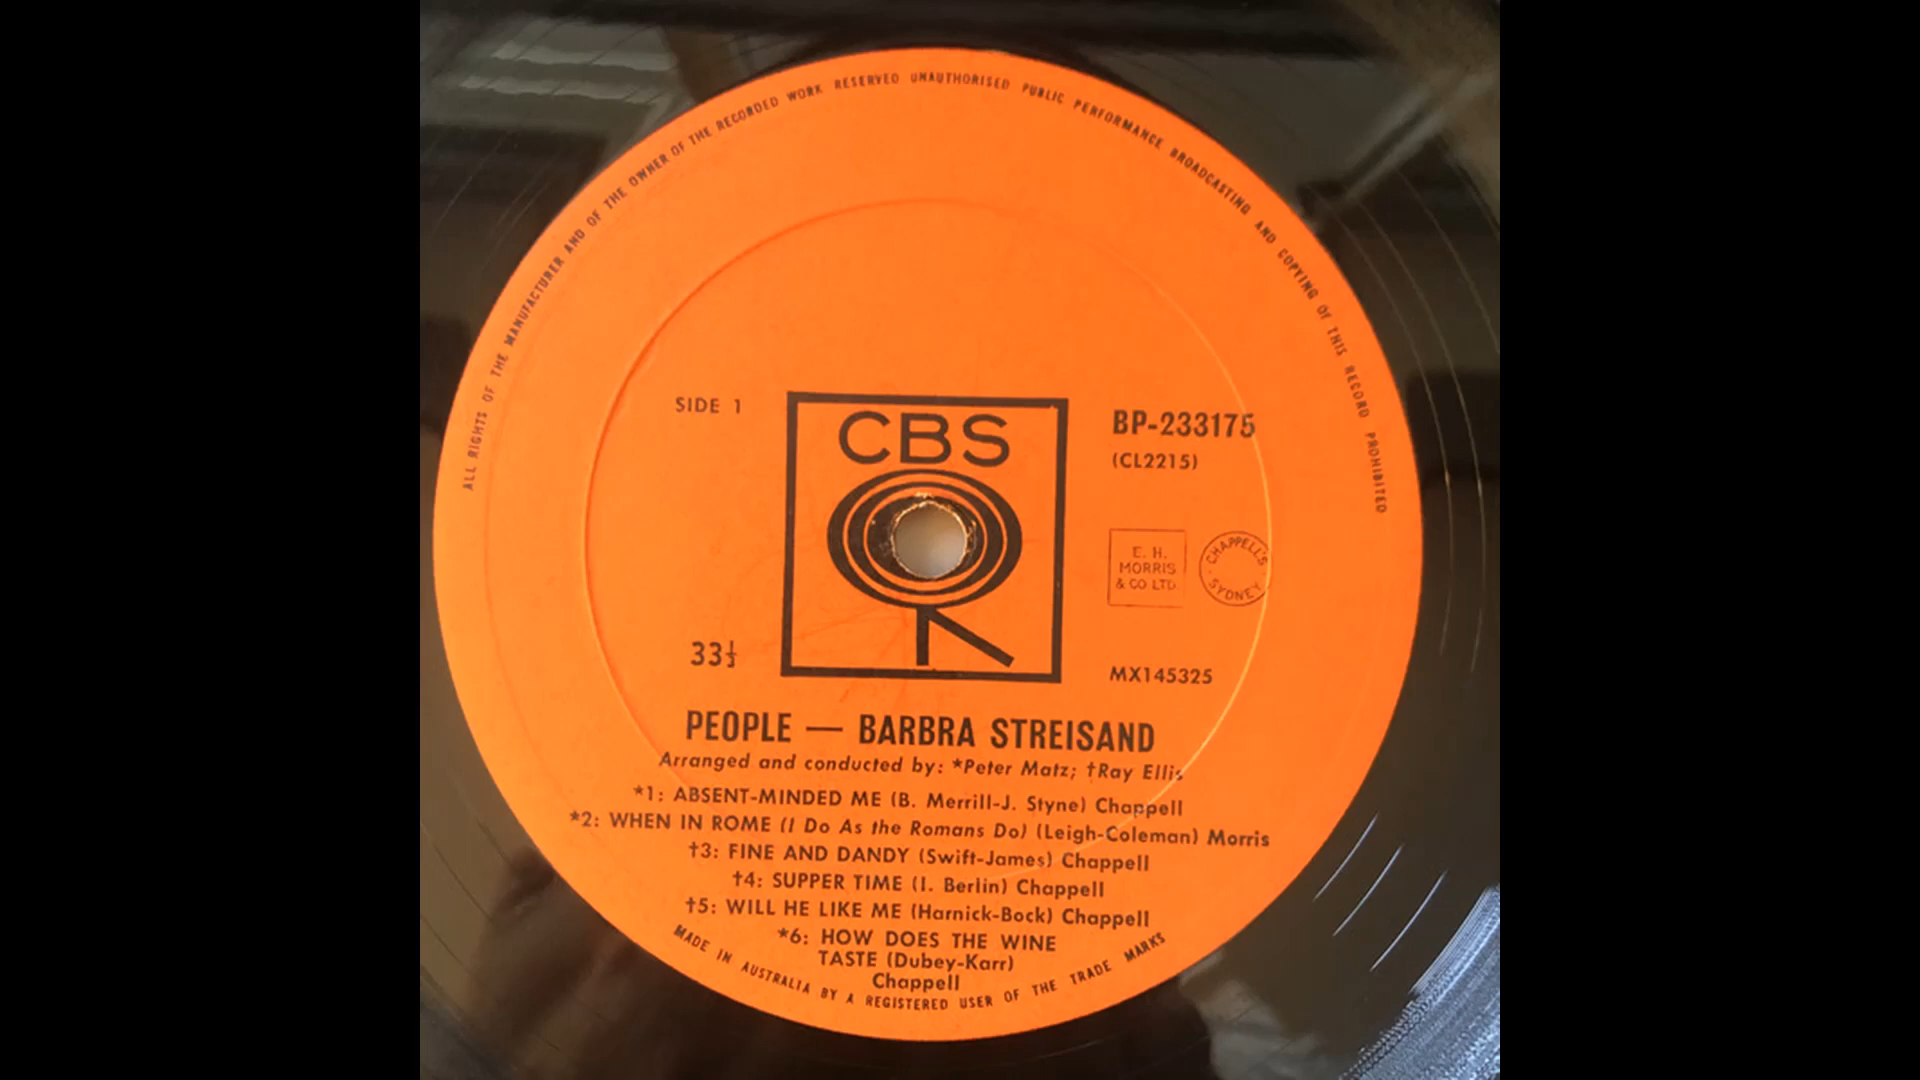 ALL RIGHTS OF THE MANUFACTURER AND OF THE OWNER OF THE RECORDED WORK RESERVED UNAUTHORISED PUBLIC PERFORMANCE BROADCASTING AND COPYING OF THIS RECORD PROHIBITED
SIDE 1
CBS
BP-233175
(CL2215)
E. H.
MORRIS
& CO LTD
CHAPPELL'S
SYDNEY
33⅓
MX145325
PEOPLE — BARBRA STREISAND
Arranged and conducted by: *Peter Matz; †Ray Ellis
*1: ABSENT-MINDED ME (B. Merrill-J. Styne) Chappell
*2: WHEN IN ROME (I Do As the Romans Do) (Leigh-Coleman) Morris
†3: FINE AND DANDY (Swift-James) Chappell
†4: SUPPER TIME (I. Berlin) Chappell
†5: WILL HE LIKE ME (Harnick-Bock) Chappell
*6: HOW DOES THE WINE
TASTE (Dubey-Karr)
Chappell
MADE IN AUSTRALIA BY A REGISTERED USER OF THE TRADE MARKS